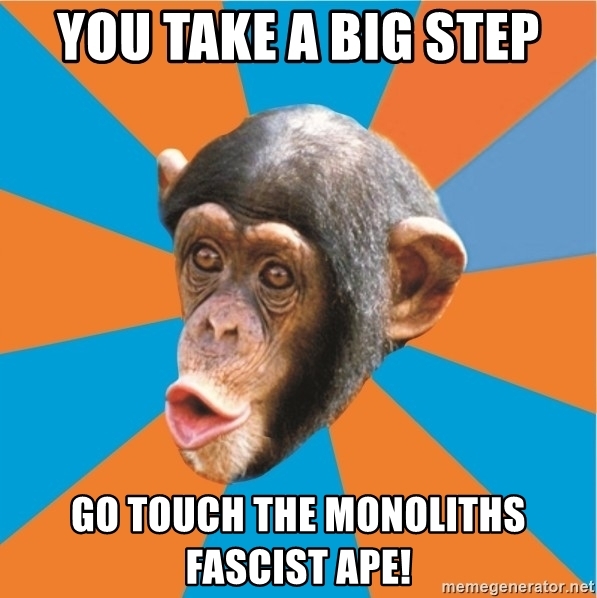 YOU TAKE A BIG STEP
GO TOUCH THE MONOLITHS
FASCIST APE!
memegenerator.net